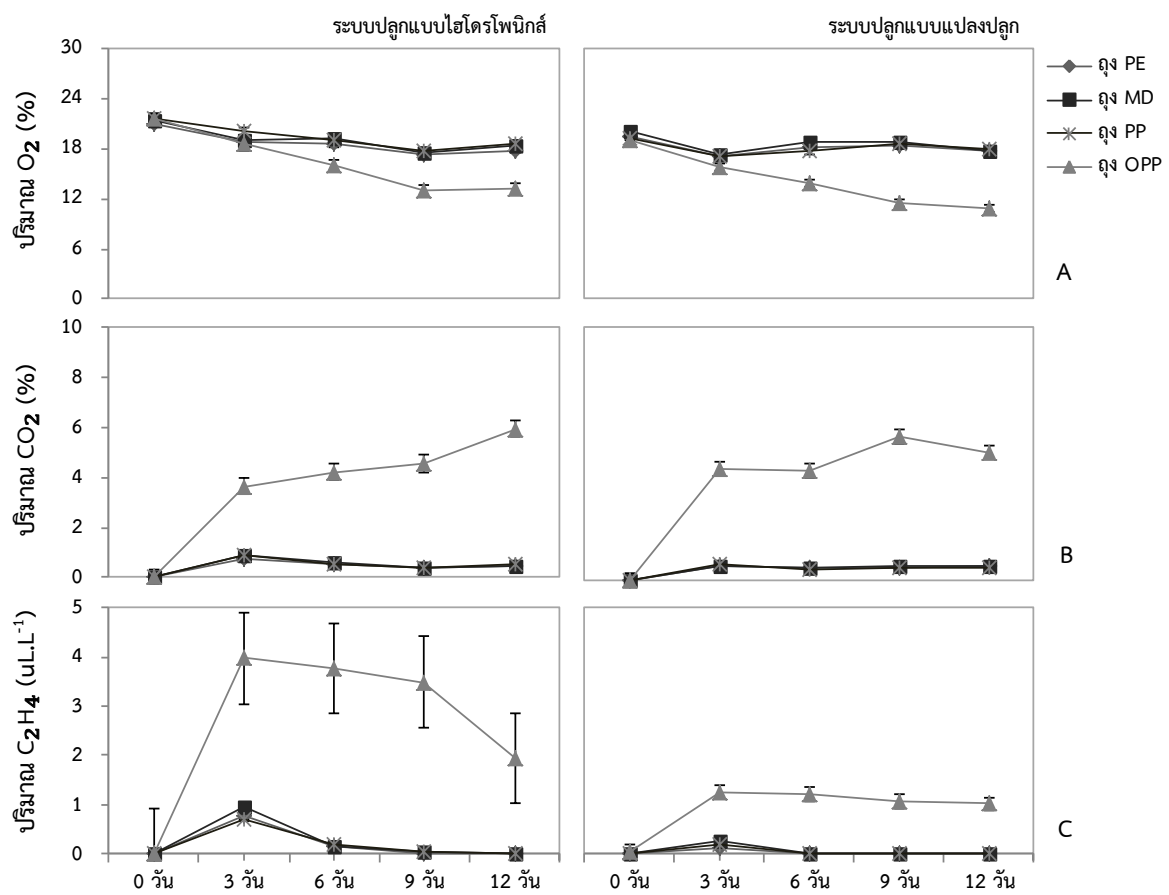 ระบบปลูกแบบไฮโดรโพนิกส์
ระบบปลูกแบบแปลงปลูก
ปริมาณ O2 (%)
30
24
18
12
6
0
ถุง PE
ถุง MD
ถุง PP
ถุง OPP
A
ปริมาณ CO2 (%)
10
8
6
4
2
0
B
ปริมาณ C2H4 (uL.L-1)
5
4
3
2
1
0
C
0 วัน 3 วัน 6 วัน 9 วัน 12 วัน
0 วัน 3 วัน 6 วัน 9 วัน 12 วัน